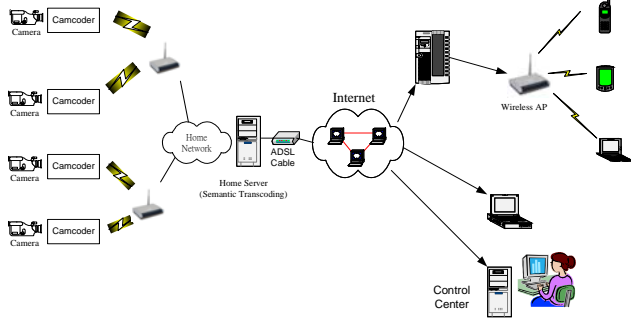 Camera
Camcoder
Camera
Camcoder
Camera
Camcoder
Camera
Camcoder
Home
Network
Home Server
(Semantic Transcoding)
ADSL
Cable
Internet
Wireless AP
Control
Center